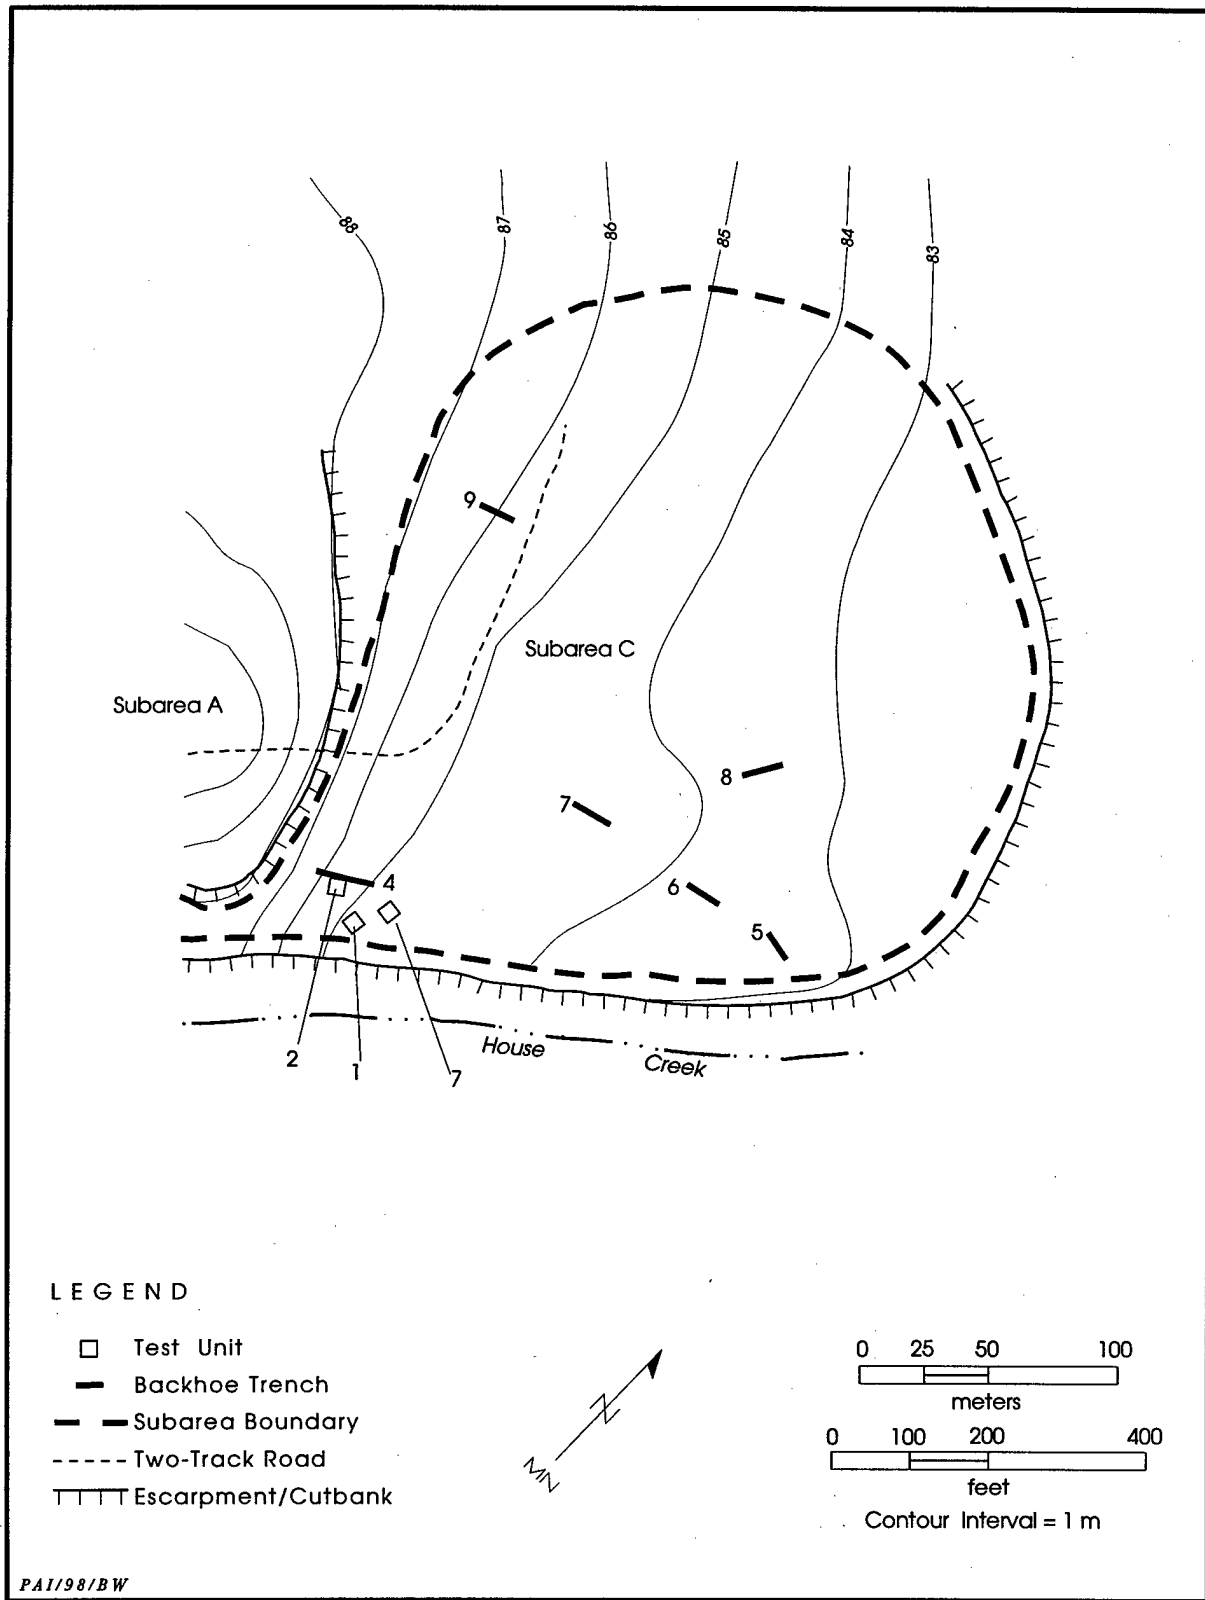 88
87
86
85
84
83
9
Subarea C
Subarea A
8
7
4
6
5
2
1
7
House Creek
LEGEND
Test Unit
Backhoe Trench
Subarea Boundary
Two-Track Road
Escarpment/Cutbank
N
MN
0 25 50 100
meters
0 100 200 400
feet
Contour Interval = 1 m
PAI/98/BW